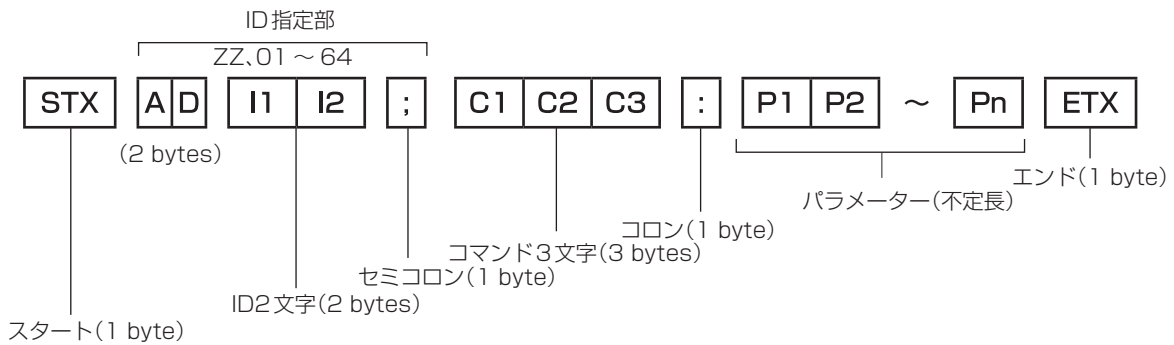 ID指定部
ZZ、01～64
STX A D I1 I2 ; C1 C2 C3 : P1 P2 ～ Pn ETX
(2 bytes)
エンド(1 byte)
パラメーター(不定長)
コロン(1 byte)
コマンド3文字(3 bytes)
セミコロン(1 byte)
ID2文字(2 bytes)
スタート(1 byte)